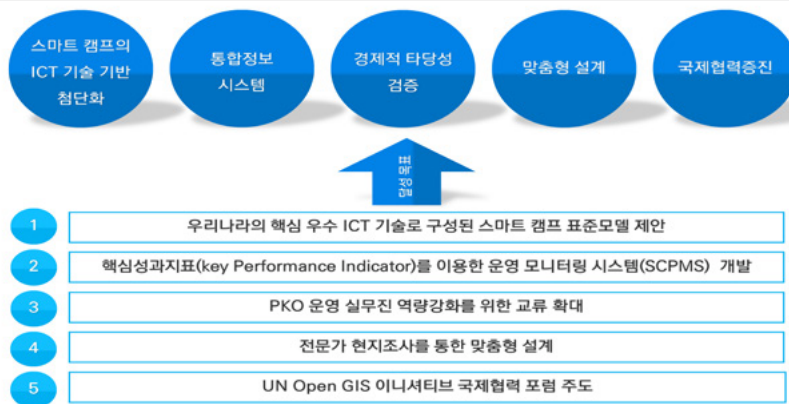 스마트 캠프의
ICT 기술 기반
첨단화
통합정보
시스템
경제적 타당성
검증
맞춤형 설계
국제협력증진
달성목표
1 우리나라의 핵심 우수 ICT 기술로 구성된 스마트 캠프 표준모델 제안
2 핵심성과지표(key Performance Indicator)를 이용한 운영 모니터링 시스템(SCPMS) 개발
3 PKO 운영 실무진 역량강화를 위한 교류 확대
4 전문가 현지조사를 통한 맞춤형 설계
5 UN Open GIS 이니셔티브 국제협력 포럼 주도